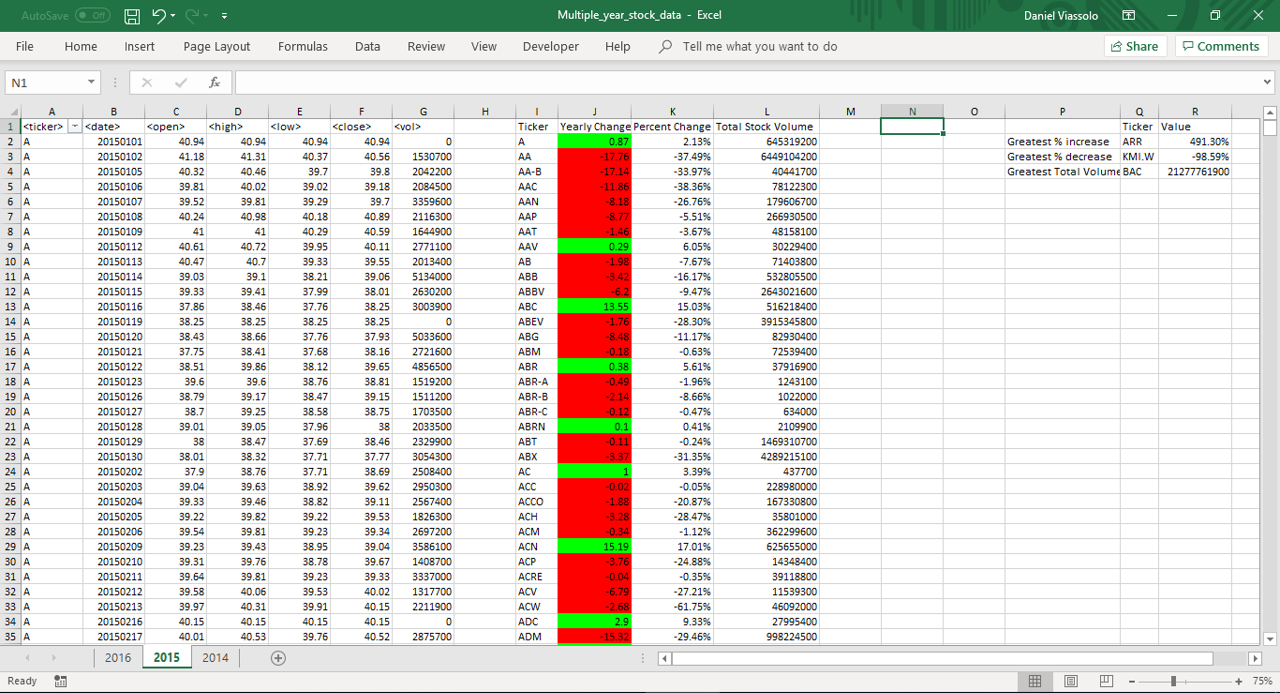 AutoSave Off Multiple_year_stock_data - Excel Daniel Viassolo
File Home Insert Page Layout Formulas Data Review View Developer Help Tell me what you want to do Share Comments
N1 fx
A B C D E F G H I J K L M N O P Q R
1 <ticker> <date> <open> <high> <low> <close> <vol> Ticker Yearly Change Percent Change Total Stock Volume Ticker Value
2 A 20150101 40.94 40.94 40.94 40.94 0 A 0.87 2.13% 645319200 Greatest % increase ARR 491.30%
3 A 20150102 41.18 41.31 40.37 40.56 1530700 AA -17.76 -37.49% 6449104200 Greatest % decrease KMI.W -98.59%
4 A 20150105 40.32 40.46 39.7 39.8 2042200 AA-B -17.14 -33.97% 40441700 Greatest Total Volume BAC 21277761900
5 A 20150106 39.81 40.02 39.02 39.18 2084500 AAC -11.86 -38.36% 78122300
6 A 20150107 39.52 39.81 39.29 39.7 3359600 AAN -8.18 -26.76% 179606700
7 A 20150108 40.24 40.98 40.18 40.89 2116300 AAP -8.77 -5.51% 266930500
8 A 20150109 41 41 40.29 40.59 1644900 AAT -1.46 -3.67% 48158100
9 A 20150112 40.61 40.72 39.95 40.11 2771100 AAV 0.29 6.05% 30229400
10 A 20150113 40.47 40.7 39.33 39.55 2013400 AB -1.98 -7.67% 71403800
11 A 20150114 39.03 39.1 38.21 39.06 5134000 ABB -3.42 -16.17% 532805500
12 A 20150115 39.33 39.41 37.99 38.01 2630200 ABBV -6.2 -9.47% 2643021600
13 A 20150116 37.86 38.46 37.76 38.25 3003900 ABC 13.55 15.03% 516218400
14 A 20150119 38.25 38.25 38.25 38.25 0 ABEV -1.76 -28.30% 3915345800
15 A 20150120 38.43 38.66 37.76 37.93 5033600 ABG -8.48 -11.17% 82930400
16 A 20150121 37.75 38.41 37.68 38.16 2721600 ABM -0.18 -0.63% 72539400
17 A 20150122 38.51 39.86 38.12 39.65 4856500 ABR 0.38 5.61% 37916900
18 A 20150123 39.6 39.6 38.76 38.81 1519200 ABR-A -0.49 -1.96% 1243100
19 A 20150126 38.79 39.17 38.47 39.15 1511200 ABR-B -2.14 -8.66% 1022000
20 A 20150127 38.7 39.25 38.58 38.75 1703500 ABR-C -0.12 -0.47% 634000
21 A 20150128 39.01 39.05 37.96 38 2033500 ABRN 0.1 0.41% 2109900
22 A 20150129 38 38.47 37.69 38.46 2329900 ABT -0.11 -0.24% 1469310700
23 A 20150130 38.01 38.32 37.71 37.77 3054300 ABX -3.37 -31.35% 4289215100
24 A 20150202 37.9 38.76 37.71 38.69 2508400 AC 1 3.39% 437700
25 A 20150203 39.04 39.63 38.92 39.62 2950300 ACC -0.02 -0.05% 228980000
26 A 20150204 39.33 39.46 38.82 39.11 2567400 ACCO -1.88 -20.87% 167330800
27 A 20150205 39.22 39.82 39.22 39.53 1826300 ACH -3.28 -28.47% 35801000
28 A 20150206 39.54 39.81 39.23 39.34 2697200 ACM -0.34 -1.12% 362299600
29 A 20150209 39.23 39.43 38.95 39.04 3586100 ACN 15.19 17.01% 625655000
30 A 20150210 39.31 39.76 38.78 39.67 1408700 ACP -3.76 -24.88% 14348400
31 A 20150211 39.64 39.81 39.23 39.33 3337000 ACRE -0.04 -0.35% 39118800
32 A 20150212 39.58 40.06 39.53 40.02 1317700 ACV -6.79 -27.21% 11539300
33 A 20150213 39.97 40.31 39.91 40.15 2211900 ACW -2.68 -61.75% 46092000
34 A 20150216 40.15 40.15 40.15 40.15 0 ADC 2.9 9.33% 27995400
35 A 20150217 40.01 40.53 39.76 40.52 2875700 ADM -15.32 -29.46% 998224500
2016 2015 2014
Ready 75%